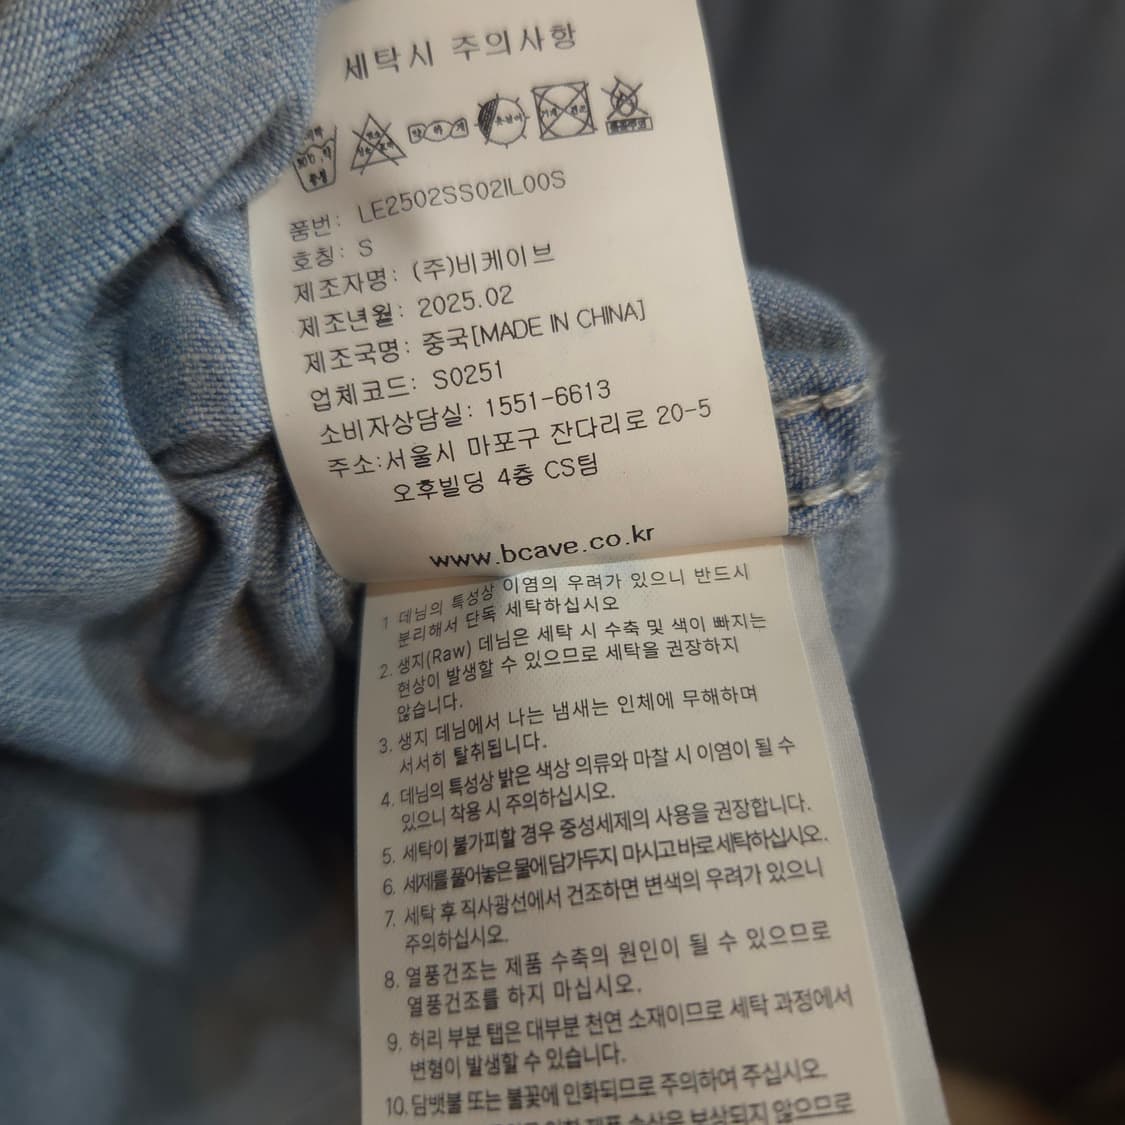 세탁시 주의사항
품번: LE2502SS02IL00S
호칭: S
제조자명: (주)비케이브
제조년월: 2025.02
제조국명: 중국[MADE IN CHINA]
업체코드: S0251
소비자상담실: 1551-6613
주소:서울시 마포구 잔다리로 20-5
오후빌딩 4층 CS팀
www.bcave.co.kr
1 데님의 특성상 이염의 우려가 있으니 반드시
분리해서 단독 세탁하십시오
2. 생지(Raw) 데님은 세탁 시 수축 및 색이 빠지는
현상이 발생할 수 있으므로 세탁을 권장하지
않습니다.
3. 생지 데님에서 나는 냄새는 인체에 무해하며
서서히 탈취됩니다.
4. 데님의 특성상 밝은 색상 의류와 마찰 시 이염이 될 수
있으니 착용 시 주의하십시오.
5. 세탁이 불가피할 경우 중성세제의 사용을 권장합니다.
6. 세제를 풀어놓은 물에 담가두지 마시고 바로 세탁하십시오.
7. 세탁 후 직사광선에서 건조하면 변색의 우려가 있으니
주의하십시오.
8. 열풍건조는 제품 수축의 원인이 될 수 있으므로
열풍건조를 하지 마십시오.
9. 허리 부분 탭은 대부분 천연 소재이므로 세탁 과정에서
변형이 발생할 수 있습니다.
10. 담뱃불 또는 불꽃에 인화되므로 주의하여 주십시오.
제품 손상은 보상되지 않으므로